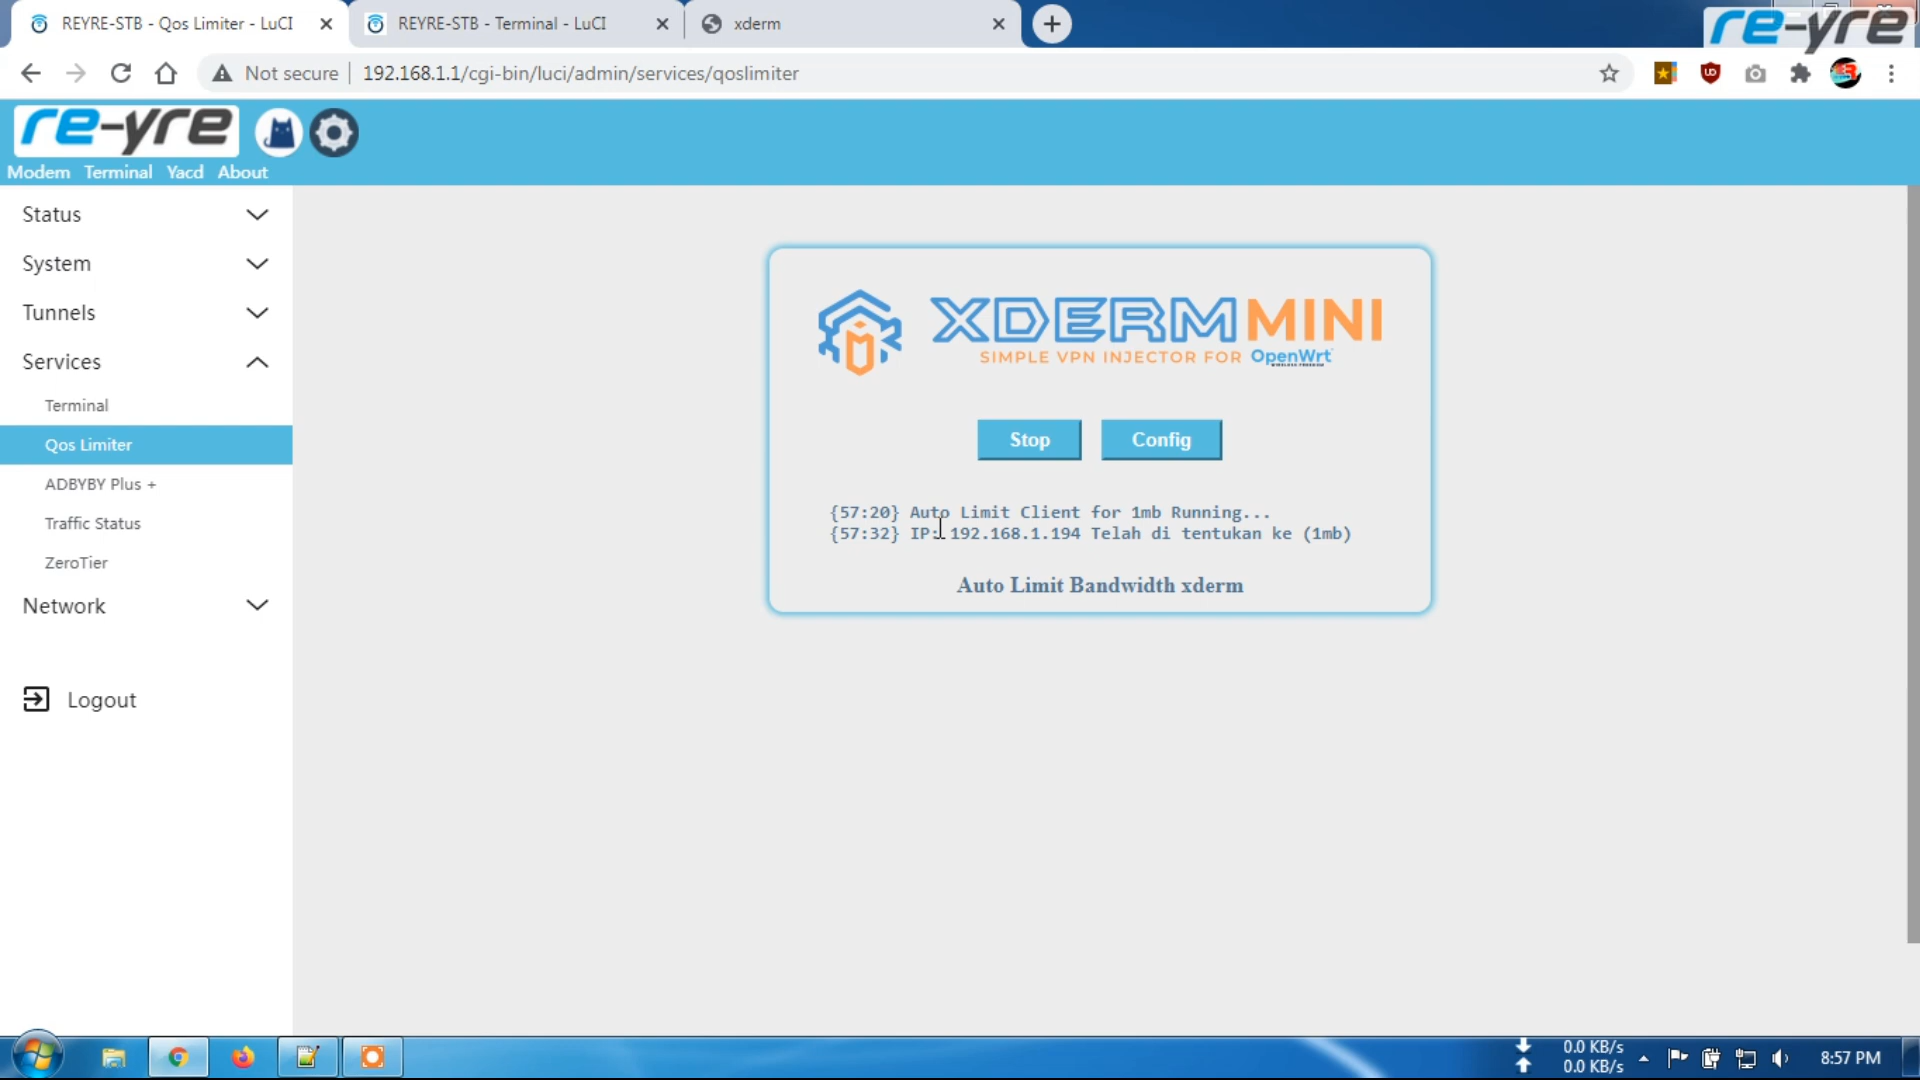 REYRE-STB - Qos Limiter - LuCI
REYRE-STB - Terminal - LuCI
xderm
re-yre
Not secure
192.168.1.1/cgi-bin/luci/admin/services/qoslimiter
re-yre
Modem Terminal Yacd About
Status
System
Tunnels
Services
Terminal
Qos Limiter
ADBYBY Plus +
Traffic Status
ZeroTier
Network
Logout
XDERM MINI
SIMPLE VPN INJECTOR FOR OpenWrt
WIRELESS FREEDOM
Stop
Config
{57:20} Auto Limit Client for 1mb Running...
{57:32} IP: 192.168.1.194 Telah di tentukan ke (1mb)
Auto Limit Bandwidth xderm
0.0 KB/s
0.0 KB/s
8:57 PM